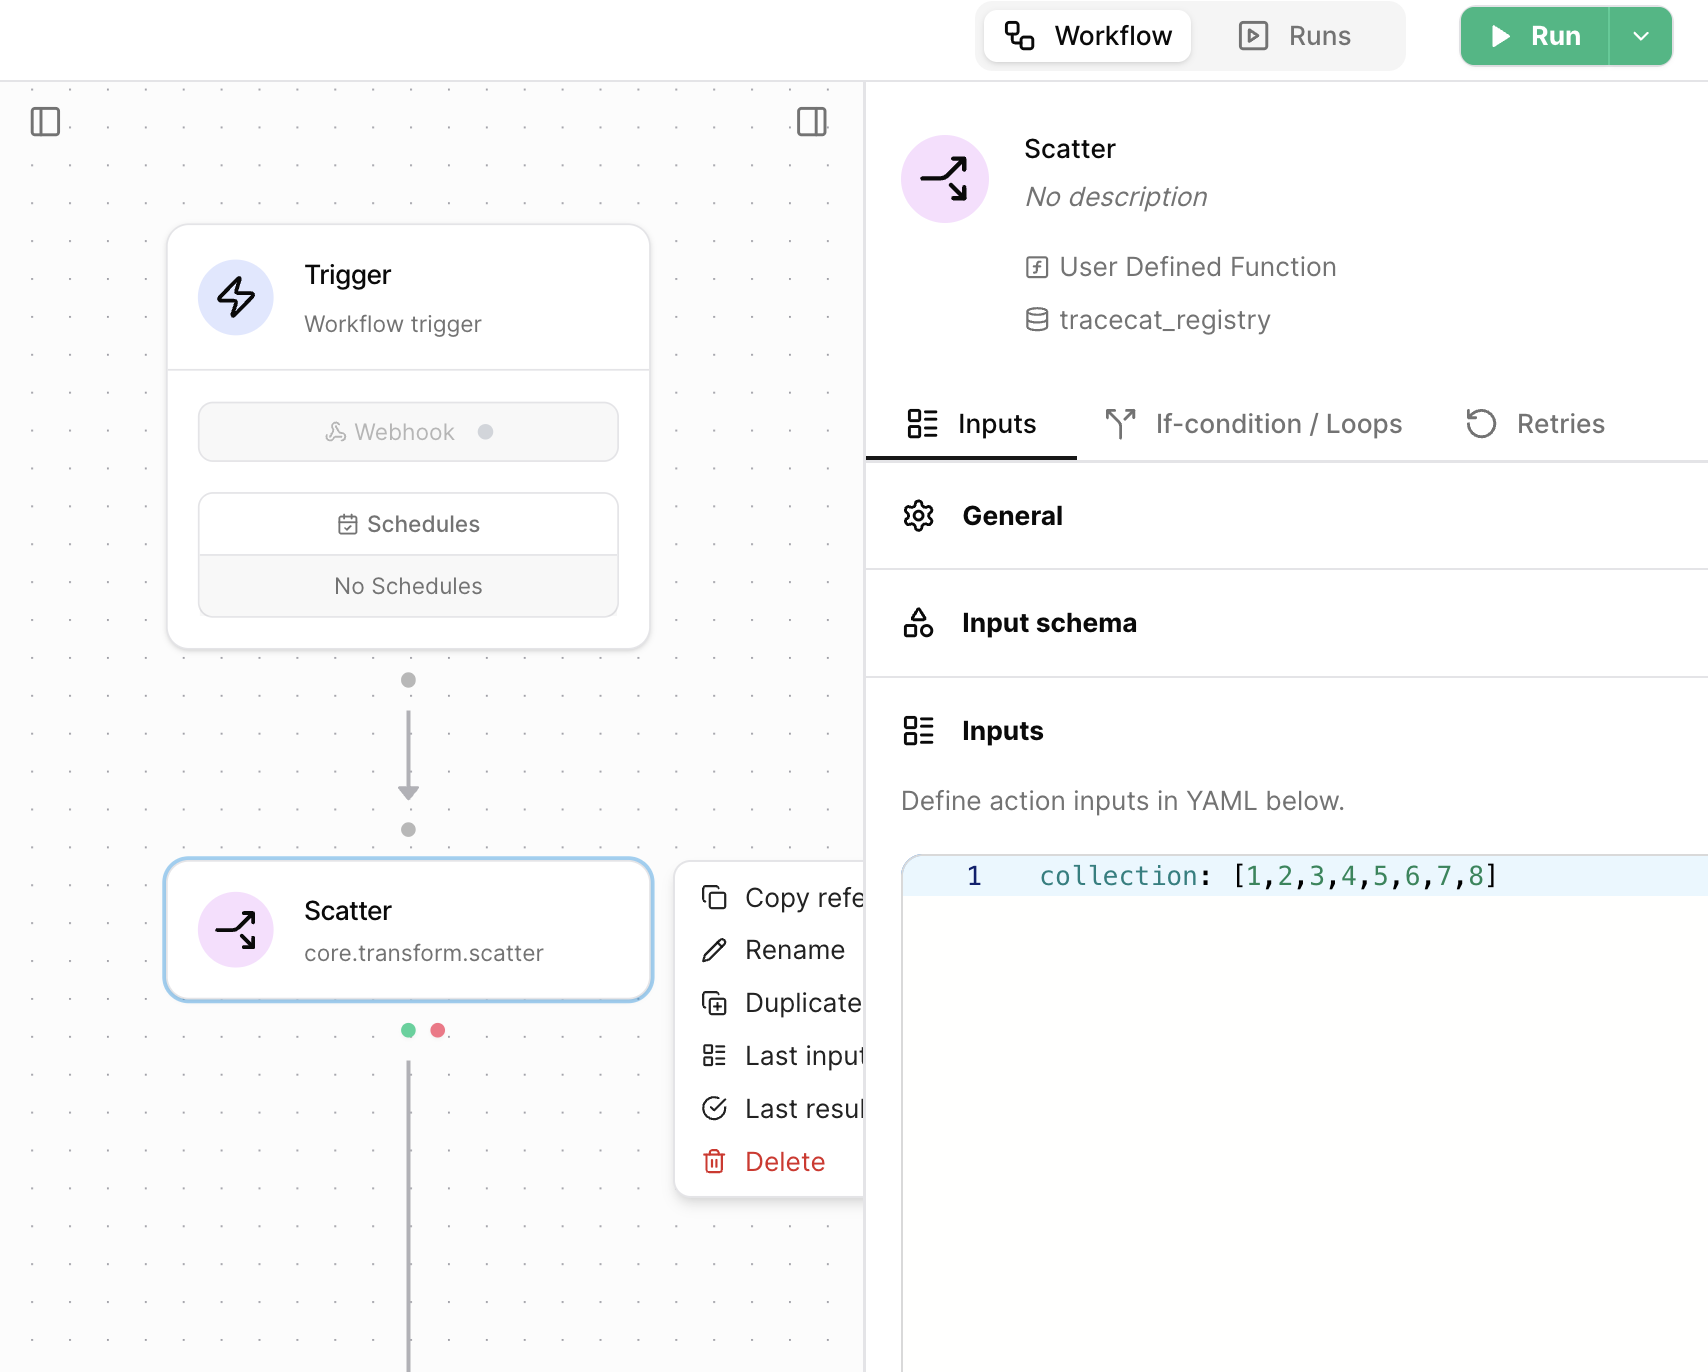 Workflow
Runs
Run
Trigger
Workflow trigger
Webhook
Schedules
No Schedules
Scatter
core.transform.scatter
Copy refe
Rename
Duplicate
Last input
Last resul
Delete
Scatter
No description
User Defined Function
tracecat_registry
Inputs
If-condition / Loops
Retries
General
Input schema
Inputs
Define action inputs in YAML below.
1 collection: [1,2,3,4,5,6,7,8]